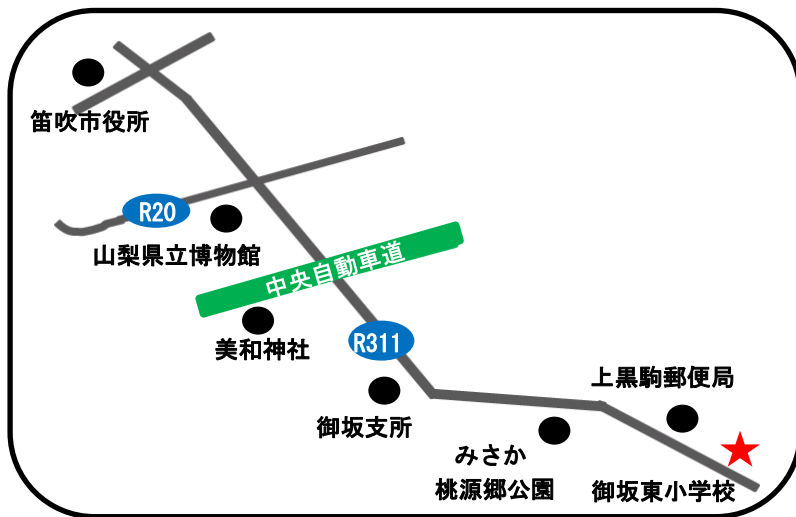 笛吹市役所
R20
山梨県立博物館
中央自動車道
美和神社
R311
御坂支所
上黒駒郵便局
みさか
桃源郷公園
御坂東小学校